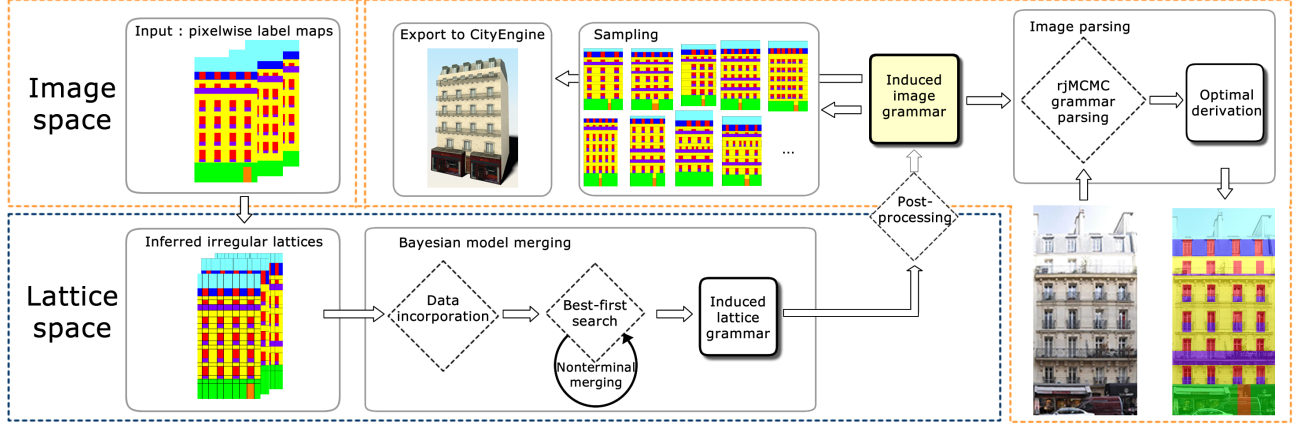 Image
space
Input : pixelwise label maps
Export to CityEngine
Sampling
...
Induced
image
grammar
Image parsing
rjMCMC
grammar
parsing
Optimal
derivation
Post-
processing
Lattice
space
Inferred irregular lattices
Bayesian model merging
Data
incorporation
Best-first
search
Nonterminal
merging
Induced
lattice
grammar